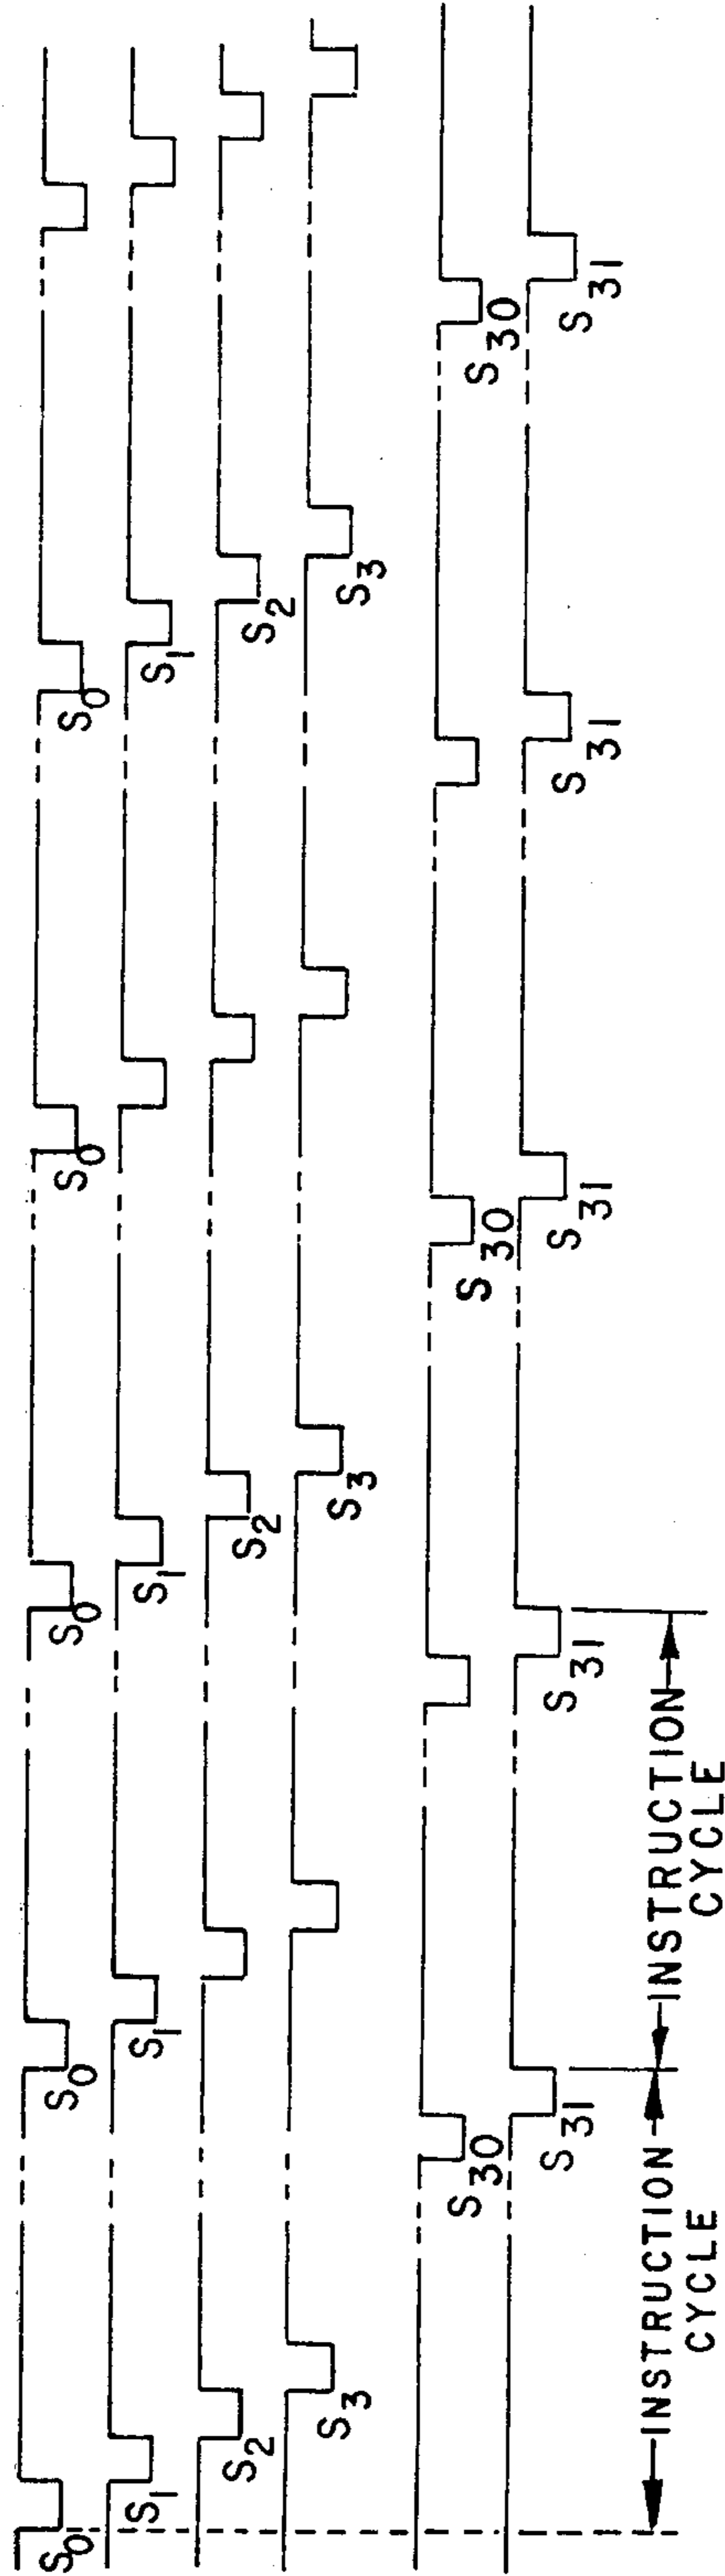 S0 S0 S0 S0 S0
S1 S1 S1 S1
S2 S2 S2
S3 S3 S3
S30 S30 S30
S31 S31 S31 S31 S31
INSTRUCTION
CYCLE
INSTRUCTION
CYCLE